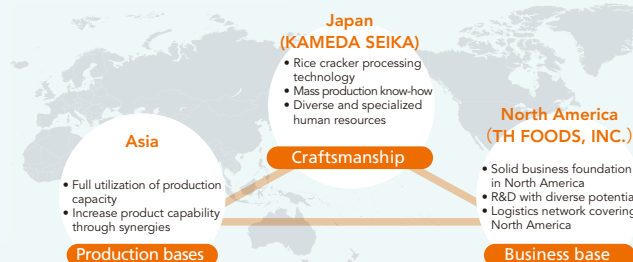 Japan
(KAMEDA SEIKA)
• Rice cracker processing
technology
• Mass production know-how
• Diverse and specialized
human resources
Craftsmanship
Asia
• Full utilization of production
capacity
• Increase product capability
through synergies
Production bases
North America
(TH FOODS, INC.)
• Solid business foundation
in North America
• R&D with diverse
• Logistics network covering
North America
Business base